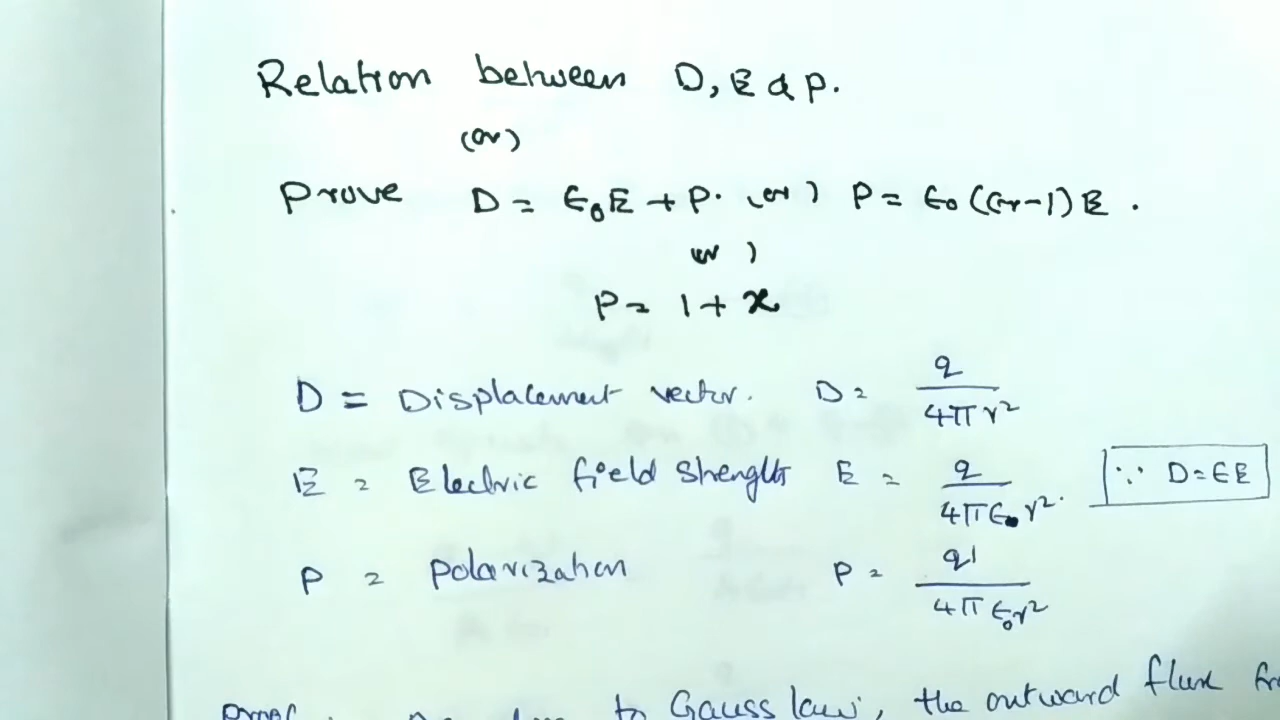 Relation between D, E & P.
(or)
Prove D = ϵ₀E + P. (or) P = ϵ₀(ϵr-1)E.
(or)
P = 1 + x
D = Displacement vector. D = q/4πr²
E = Electric field strength E = q/4πϵr². ∵ D=ϵE
P = polarization P = q'/4πϵ₀r²
to Gauss law, the outward flux